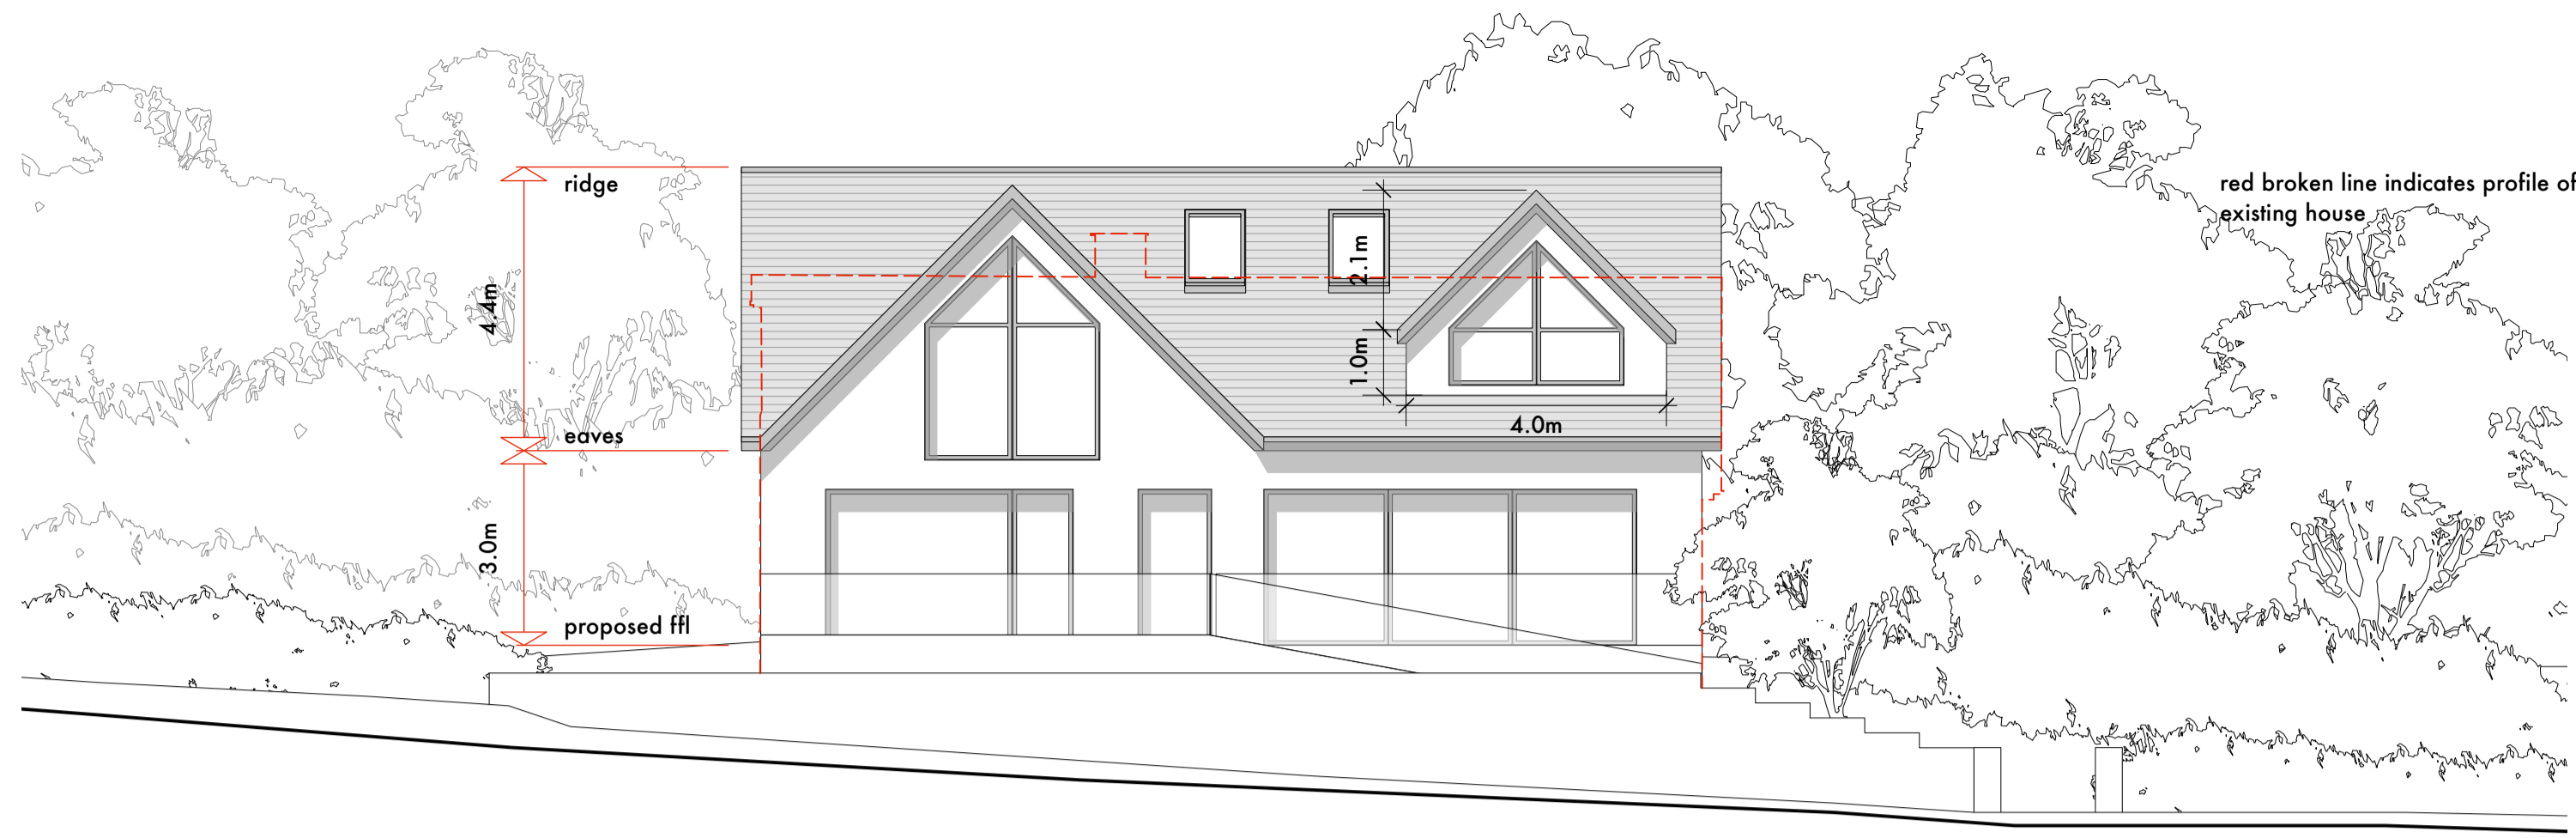 ridge
red broken line indicates profile of
existing house
2.1m
4.4m
1.0m
4.0m
eaves
3.0m
proposed ffl